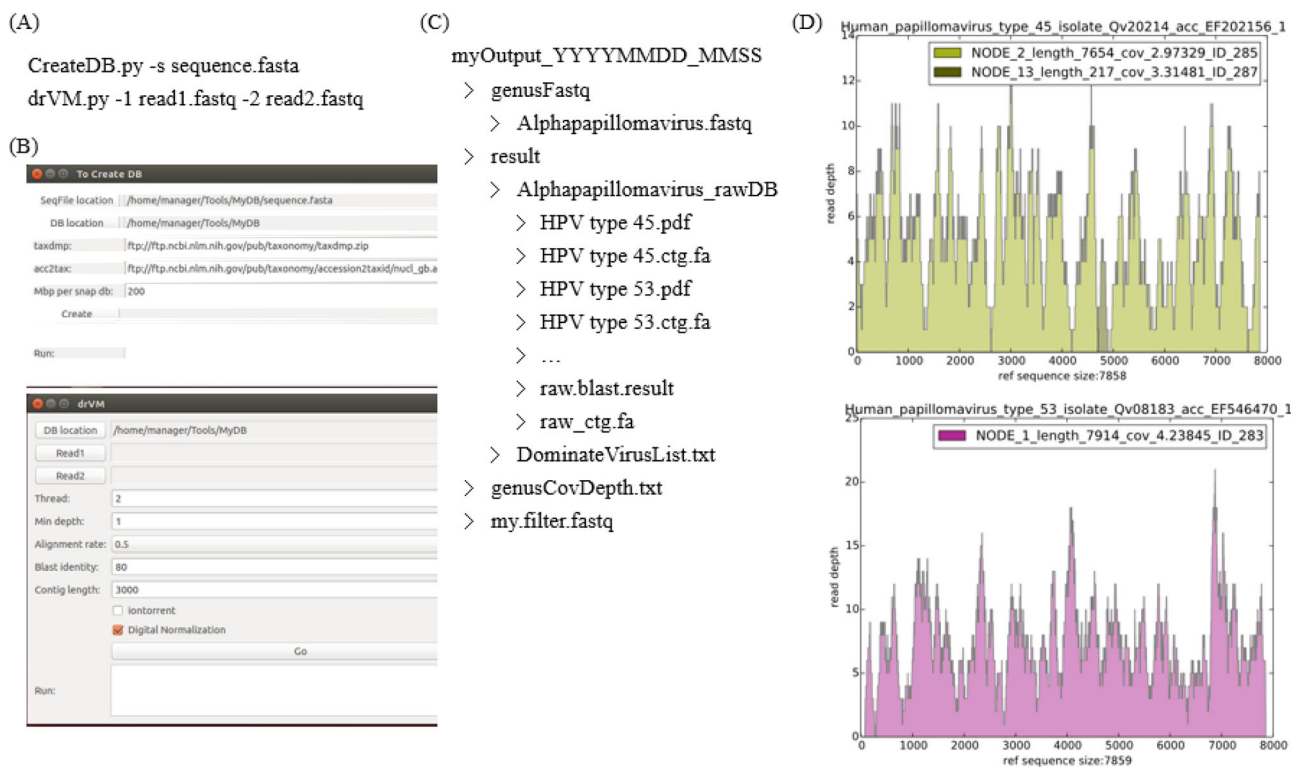 (A)
CreateDB.py -s sequence.fasta
drVM.py -1 read1.fastq -2 read2.fastq
(B)
To Create DB
SeqFile location /home/manager/Tools/MyDB/sequence.fasta
DB location /home/manager/Tools/MyDB
taxdmp: ftp://ftp.ncbi.nlm.nih.gov/pub/taxonomy/taxdmp.zip
acc2tax: ftp://ftp.ncbi.nlm.nih.gov/pub/taxonomy/accession2taxid/nucl_gb.a
Mbp per snap db: 200
Create
Run:
drVM
DB location /home/manager/Tools/MyDB
Read1
Read2
Thread: 2
Min depth: 1
Alignment rate: 0.5
Blast identity: 80
Contig length: 3000
iontorrent
Digital Normalization
Go
Run:
(C)
myOutput_YYYYMMDD_MMSS
> genusFastq
> Alphapapillomavirus.fastq
> result
> Alphapapillomavirus_rawDB
> HPV type 45.pdf
> HPV type 45.ctg.fa
> HPV type 53.pdf
> HPV type 53.ctg.fa
> ...
> raw.blast.result
> raw_ctg.fa
> DominateVirusList.txt
> genusCovDepth.txt
> my.filter.fastq
(D)
Human_papillomavirus_type_45_isolate_Qv20214_acc_EF202156_1
NODE_2_length_7654_cov_2.97329_ID_285
NODE_13_length_217_cov_3.31481_ID_287
14
12
10
8
6
4
2
0
read depth
0 1000 2000 3000 4000 5000 6000 7000 8000
ref sequence size:7858
Human_papillomavirus_type_53_isolate_Qv08183_acc_EF546470_1
NODE_1_length_7914_cov_4.23845_ID_283
25
20
15
10
5
0
read depth
0 1000 2000 3000 4000 5000 6000 7000 8000
ref sequence size:7859